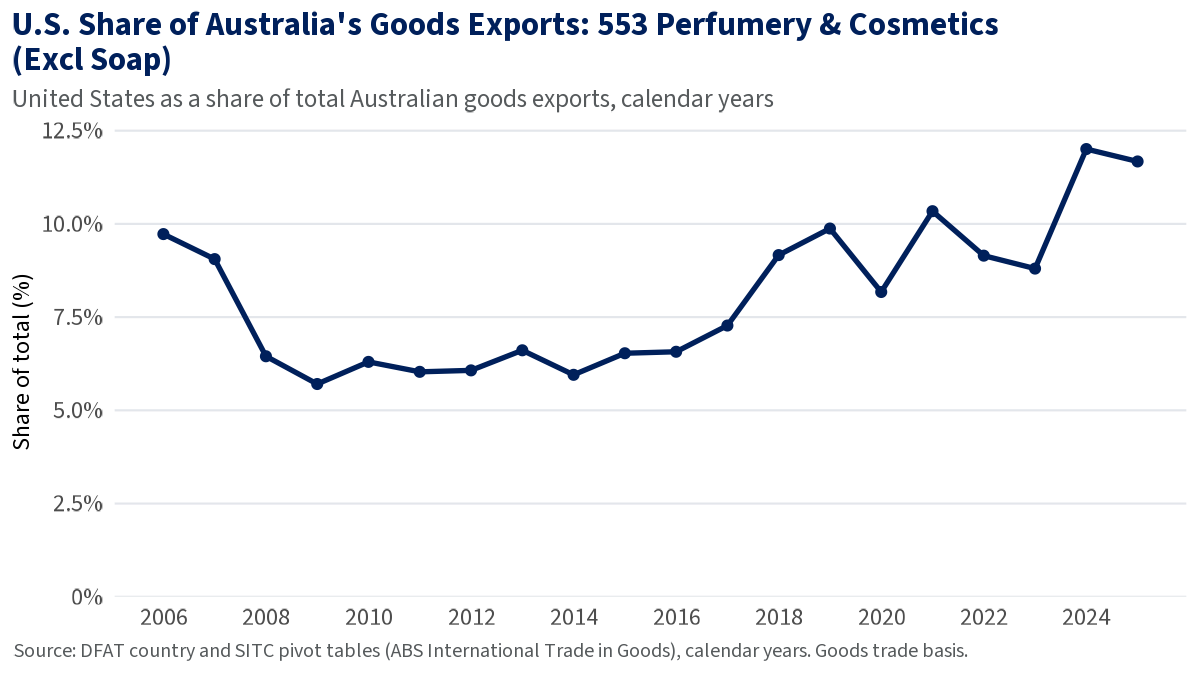 U.S. Share of Australia's Goods Exports: 553 Perfumery & Cosmetics
(Excl Soap)
United States as a share of total Australian goods exports, calendar years
12.5%
10.0%
7.5%
5.0%
2.5%
0%
Share of total (%)
2006 2008 2010 2012 2014 2016 2018 2020 2022 2024
Source: DFAT country and SITC pivot tables (ABS International Trade in Goods), calendar years. Goods trade basis.